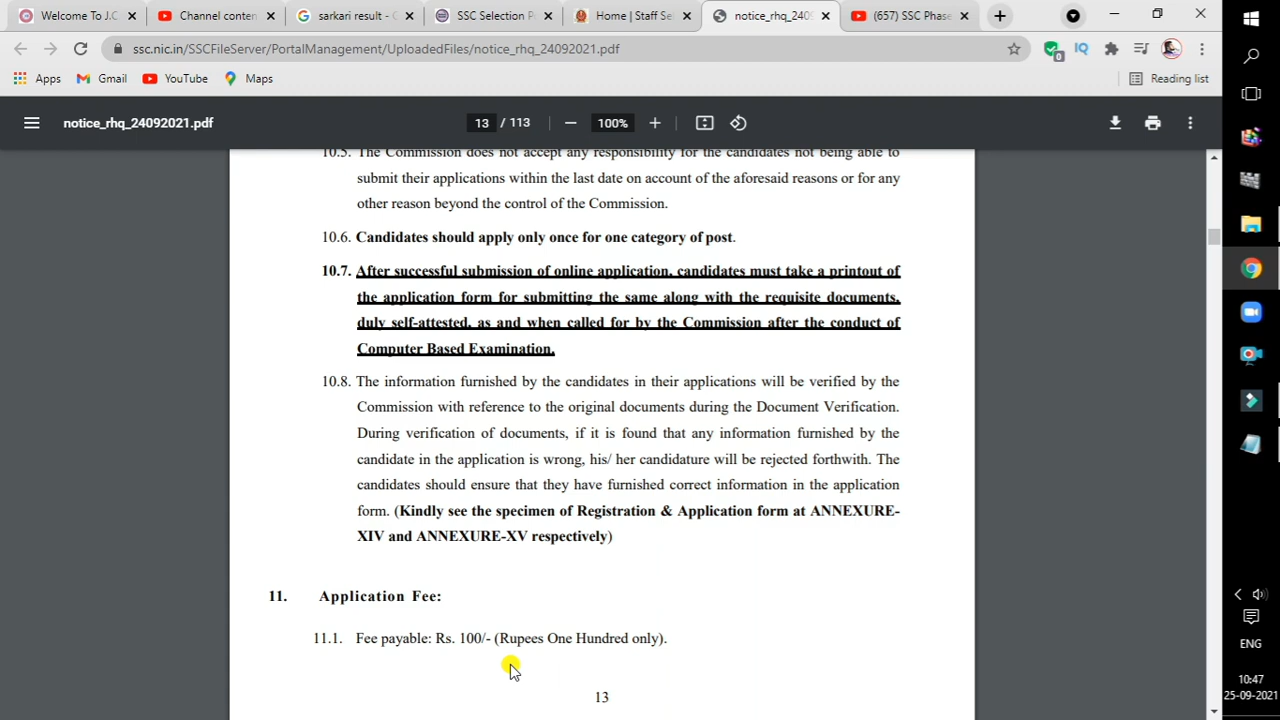 Welcome To J.C
Channel conten
sarkari result - G
SSC Selection P
Home | Staff Se
notice_rhq_240
(657) SSC Phase
ssc.nic.in/SSCFileServer/PortalManagement/UploadedFiles/notice_rhq_24092021.pdf
0
IQ
Apps
Gmail
YouTube
Maps
Reading list
notice_rhq_24092021.pdf
13 / 113
100%
10.5. The Commission does not accept any responsibility for the candidates not being able to
submit their applications within the last date on account of the aforesaid reasons or for any
other reason beyond the control of the Commission.
10.6. Candidates should apply only once for one category of post.
10.7. After successful submission of online application, candidates must take a printout of
the application form for submitting the same along with the requisite documents,
duly self-attested, as and when called for by the Commission after the conduct of
Computer Based Examination.
10.8. The information furnished by the candidates in their applications will be verified by the
Commission with reference to the original documents during the Document Verification.
During verification of documents, if it is found that any information furnished by the
candidate in the application is wrong, his/ her candidature will be rejected forthwith. The
candidates should ensure that they have furnished correct information in the application
form. (Kindly see the specimen of Registration & Application form at ANNEXURE-
XIV and ANNEXURE-XV respectively)
11. Application Fee:
11.1. Fee payable: Rs. 100/- (Rupees One Hundred only).
13
ENG
10:47
25-09-2021